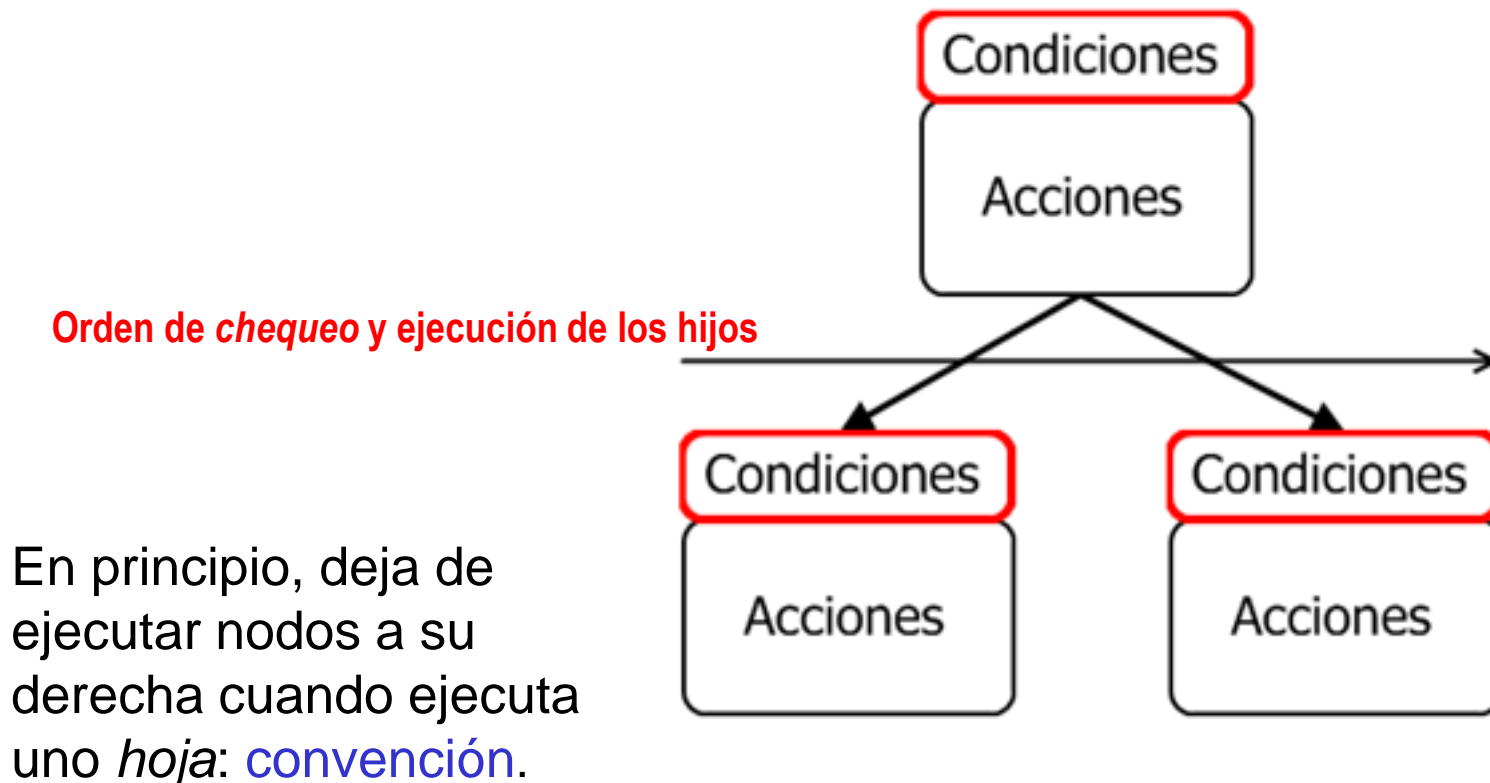 Condiciones
Acciones
Orden de chequeo y ejecución de los hijos
Condiciones
Condiciones
Acciones
Acciones
En principio, deja de
ejecutar nodos a su
derecha cuando ejecuta
uno hoja: convención.